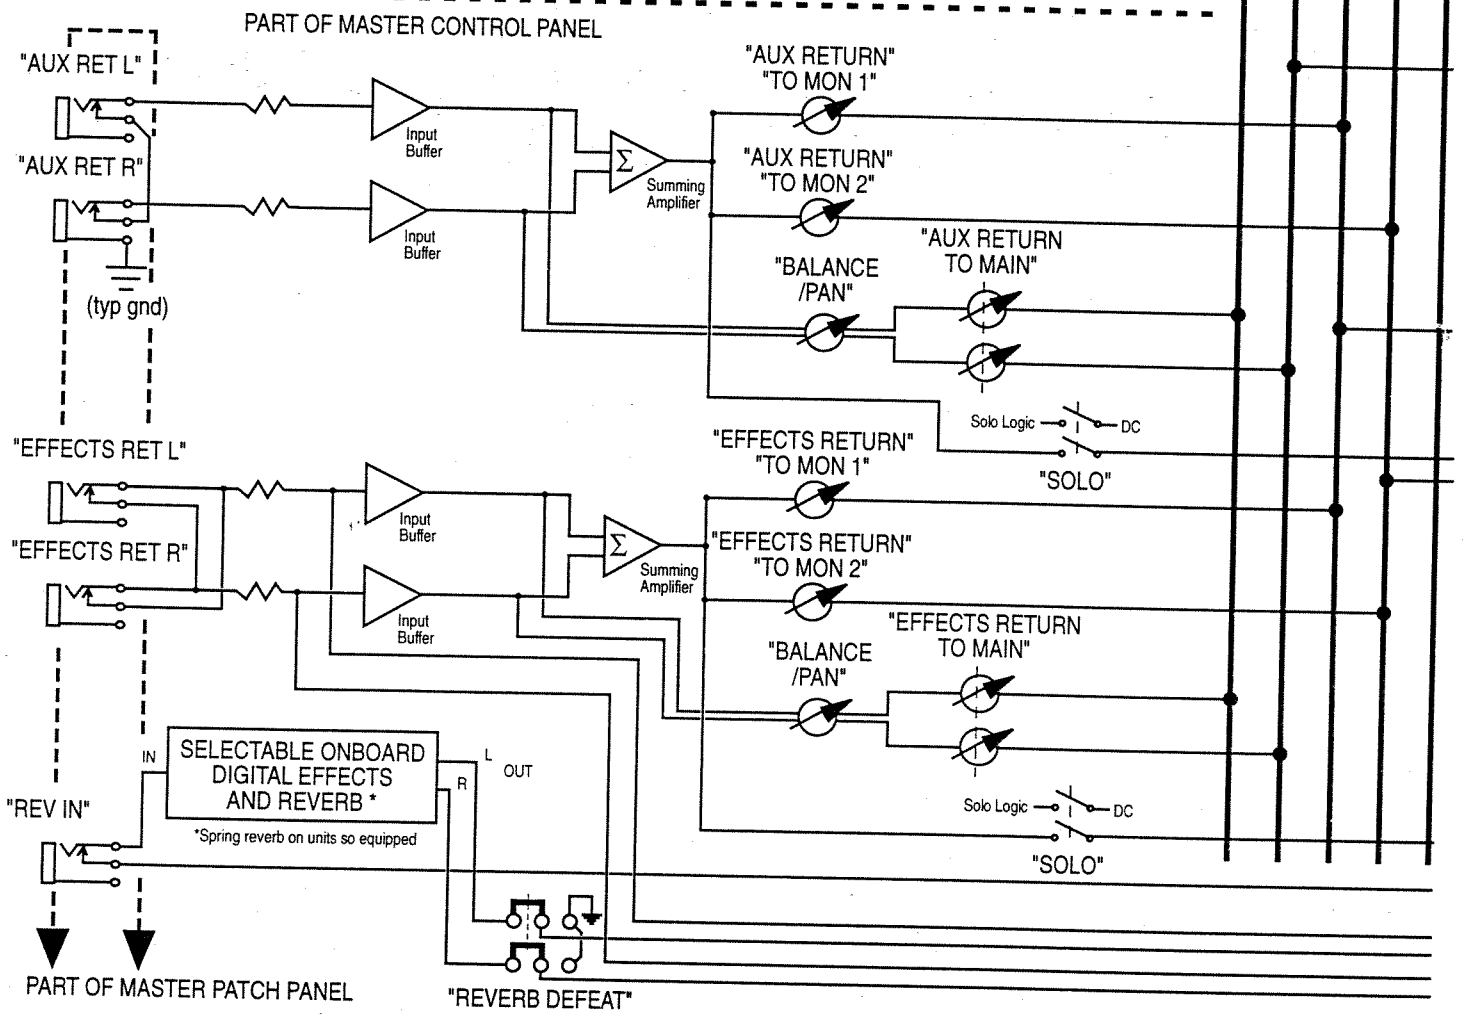 PART OF MASTER CONTROL PANEL
"AUX RET L"
"AUX RETURN"
"TO MON 1"
Input
Buffer
"AUX RET R"
"AUX RETURN"
"TO MON 2"
Σ
Summing
Amplifier
Input
Buffer
"AUX RETURN
TO MAIN"
"BALANCE
/PAN"
(typ gnd)
Solo Logic
DC
"SOLO"
"EFFECTS RET L"
"EFFECTS RETURN"
"TO MON 1"
Input
Buffer
"EFFECTS RET R"
"EFFECTS RETURN"
"TO MON 2"
Σ
Summing
Amplifier
Input
Buffer
"EFFECTS RETURN
TO MAIN"
"BALANCE
/PAN"
IN
SELECTABLE ONBOARD
DIGITAL EFFECTS
AND REVERB *
L
R
OUT
*Spring reverb on units so equipped
Solo Logic
DC
"SOLO"
"REV IN"
PART OF MASTER PATCH PANEL
"REVERB DEFEAT"